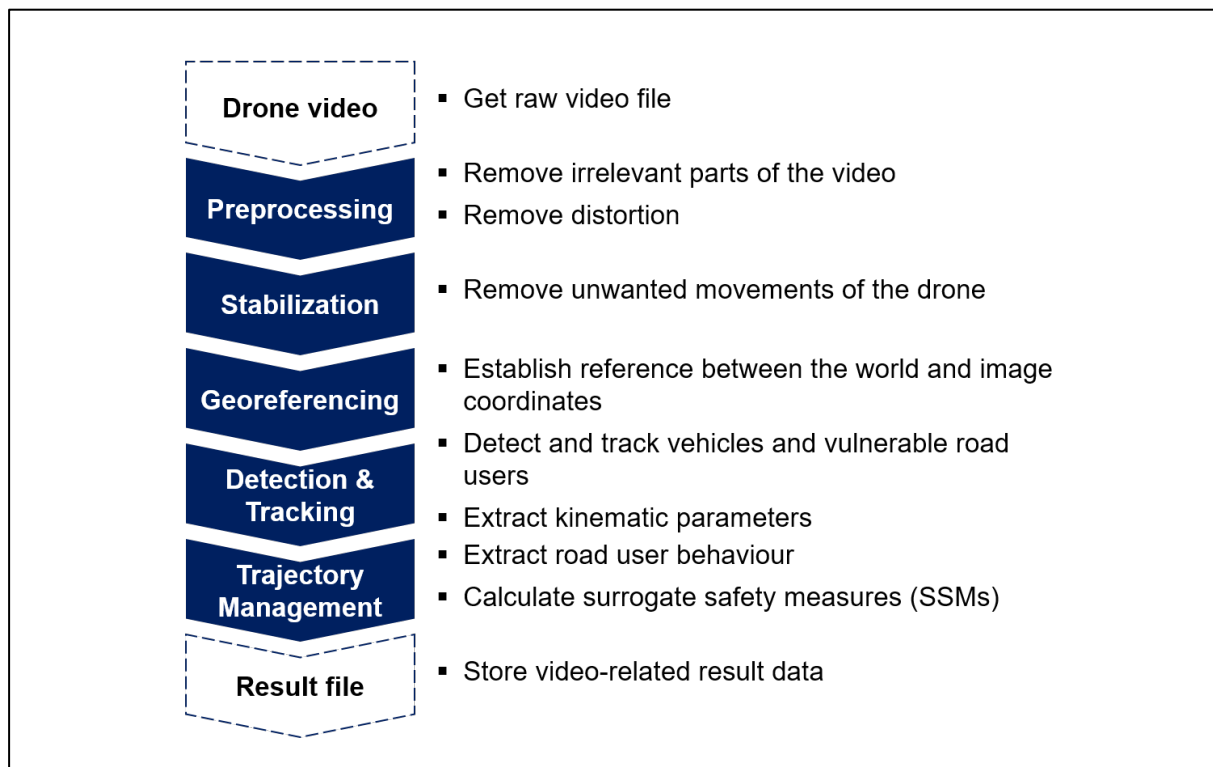 Drone video
▪ Get raw video file
Preprocessing
▪ Remove irrelevant parts of the video
▪ Remove distortion
Stabilization
▪ Remove unwanted movements of the drone
Georeferencing
▪ Establish reference between the world and image
coordinates
Detection &
Tracking
▪ Detect and track vehicles and vulnerable road
users
▪ Extract kinematic parameters
Trajectory
Management
▪ Extract road user behaviour
▪ Calculate surrogate safety measures (SSMs)
Result file
▪ Store video-related result data